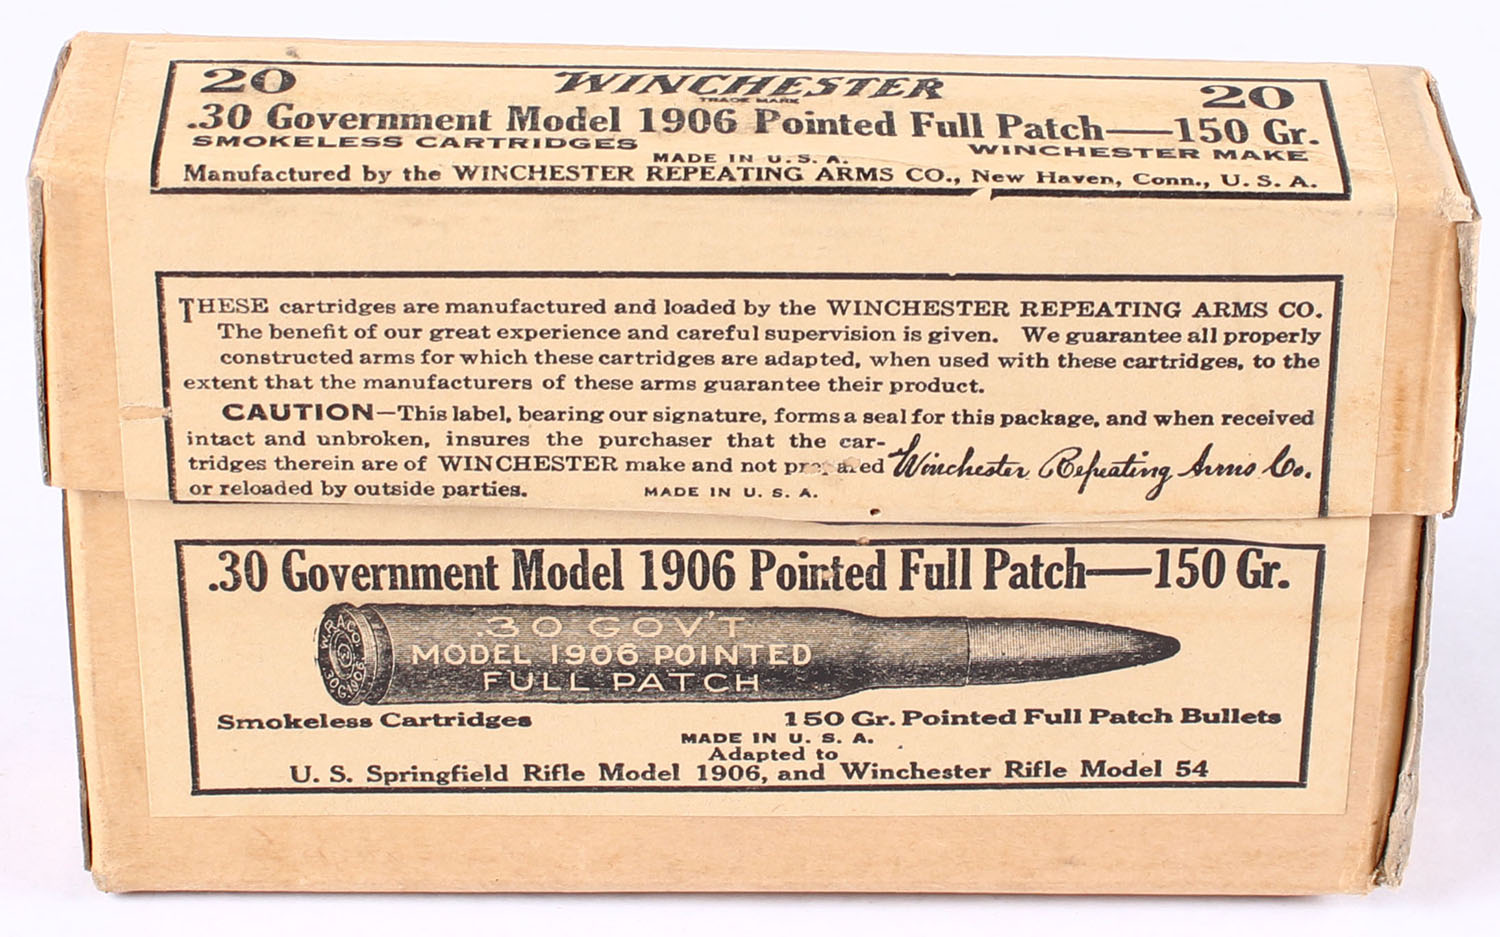 20 WINCHESTER 20
TRADE MARK
.30 Government Model 1906 Pointed Full Patch—150 Gr.
SMOKELESS CARTRIDGES WINCHESTER MAKE
MADE IN U.S.A.
Manufactured by the WINCHESTER REPEATING ARMS CO., New Haven, Conn., U. S. A.
THESE cartridges are manufactured and loaded by the WINCHESTER REPEATING ARMS CO.
The benefit of our great experience and careful supervision is given. We guarantee all properly
constructed arms for which these cartridges are adapted, when used with these cartridges, to the
extent that the manufacturers of these arms guarantee their product.
CAUTION—This label, bearing our signature, forms a seal for this package, and when received
intact and unbroken, insures the purchaser that the car-
tridges therein are of WINCHESTER make and not prepared Winchester Repeating Arms Co.
or reloaded by outside parties. MADE IN U. S. A.
.30 Government Model 1906 Pointed Full Patch—150 Gr.
W.R.A.CO.
30 G. 1906
.30 GOV'T
MODEL 1906 POINTED
FULL PATCH
Smokeless Cartridges 150 Gr. Pointed Full Patch Bullets
MADE IN U. S. A.
Adapted to
U. S. Springfield Rifle Model 1906, and Winchester Rifle Model 54